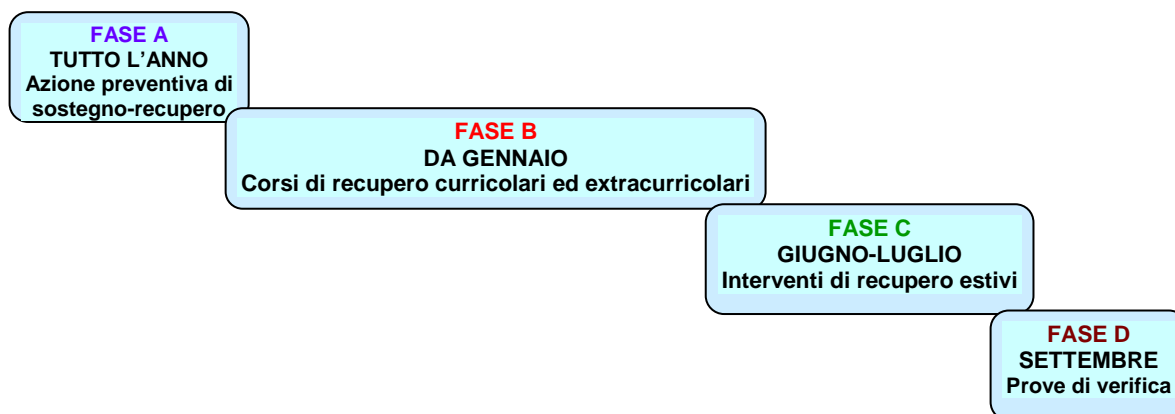 FASE A
TUTTO L'ANNO
Azione preventiva di
sostegno-recupero
FASE B
DA GENNAIO
Corsi di recupero curricolari ed extracurricolari
FASE C
GIUGNO-LUGLIO
Interventi di recupero estivi
FASE D
SETTEMBRE
Prove di verifica